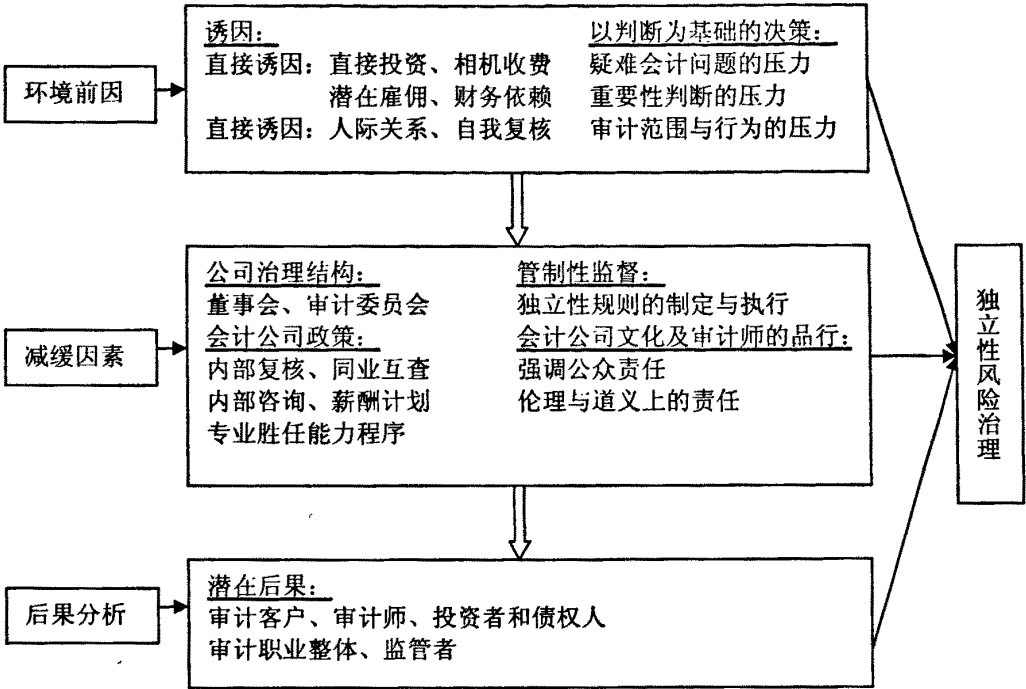 环境前因
诱因：
直接诱因：直接投资、相机收费
潜在雇佣、财务依赖
直接诱因：人际关系、自我复核
以判断为基础的决策：
疑难会计问题的压力
重要性判断的压力
审计范围与行为的压力
减缓因素
公司治理结构：
董事会、审计委员会
会计公司政策：
内部复核、同业互查
内部咨询、薪酬计划
专业胜任能力程序
管制性监督：
独立性规则的制定与执行
会计公司文化及审计师的品行：
强调公众责任
伦理与道义上的责任
后果分析
潜在后果：
审计客户、审计师、投资者和债权人
审计职业整体、监管者
独立性风险治理